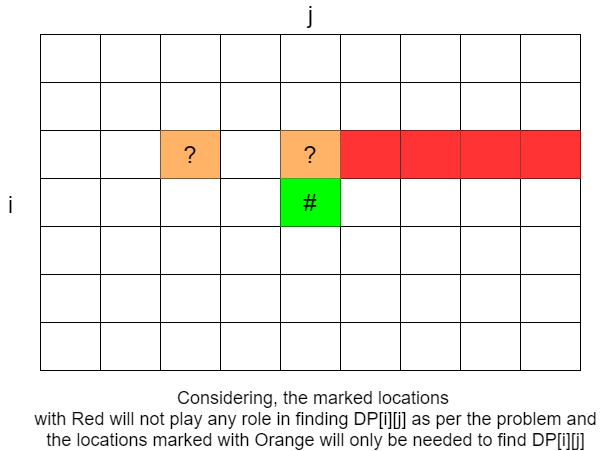 j
? ?
i #
Considering, the marked locations
with Red will not play any role in finding DP[i][j] as per the problem and
the locations marked with Orange will only be needed to find DP[i][j]